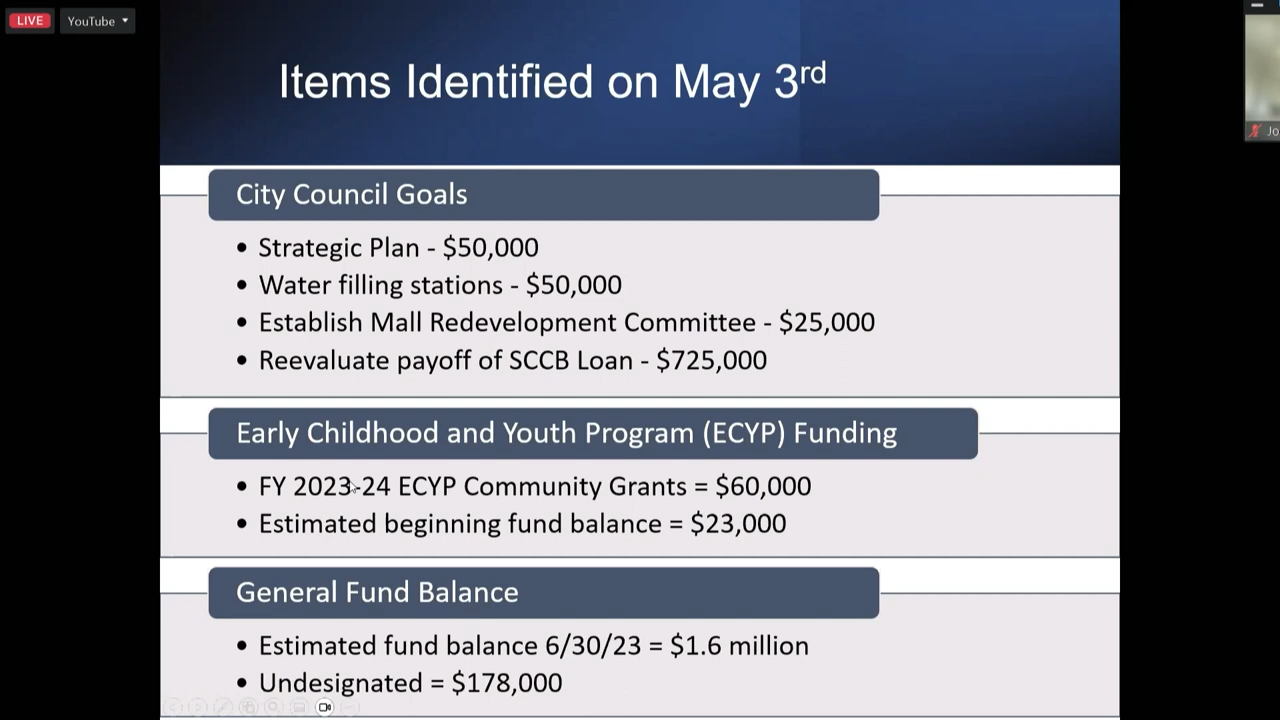 LIVE
YouTube
Items Identified on May 3rd
City Council Goals
• Strategic Plan - $50,000
• Water filling stations - $50,000
• Establish Mall Redevelopment Committee - $25,000
• Reevaluate payoff of SCCB Loan - $725,000
Early Childhood and Youth Program (ECYP) Funding
• FY 2023-24 ECYP Community Grants = $60,000
• Estimated beginning fund balance = $23,000
General Fund Balance
• Estimated fund balance 6/30/23 = $1.6 million
• Undesignated = $178,000
Jo